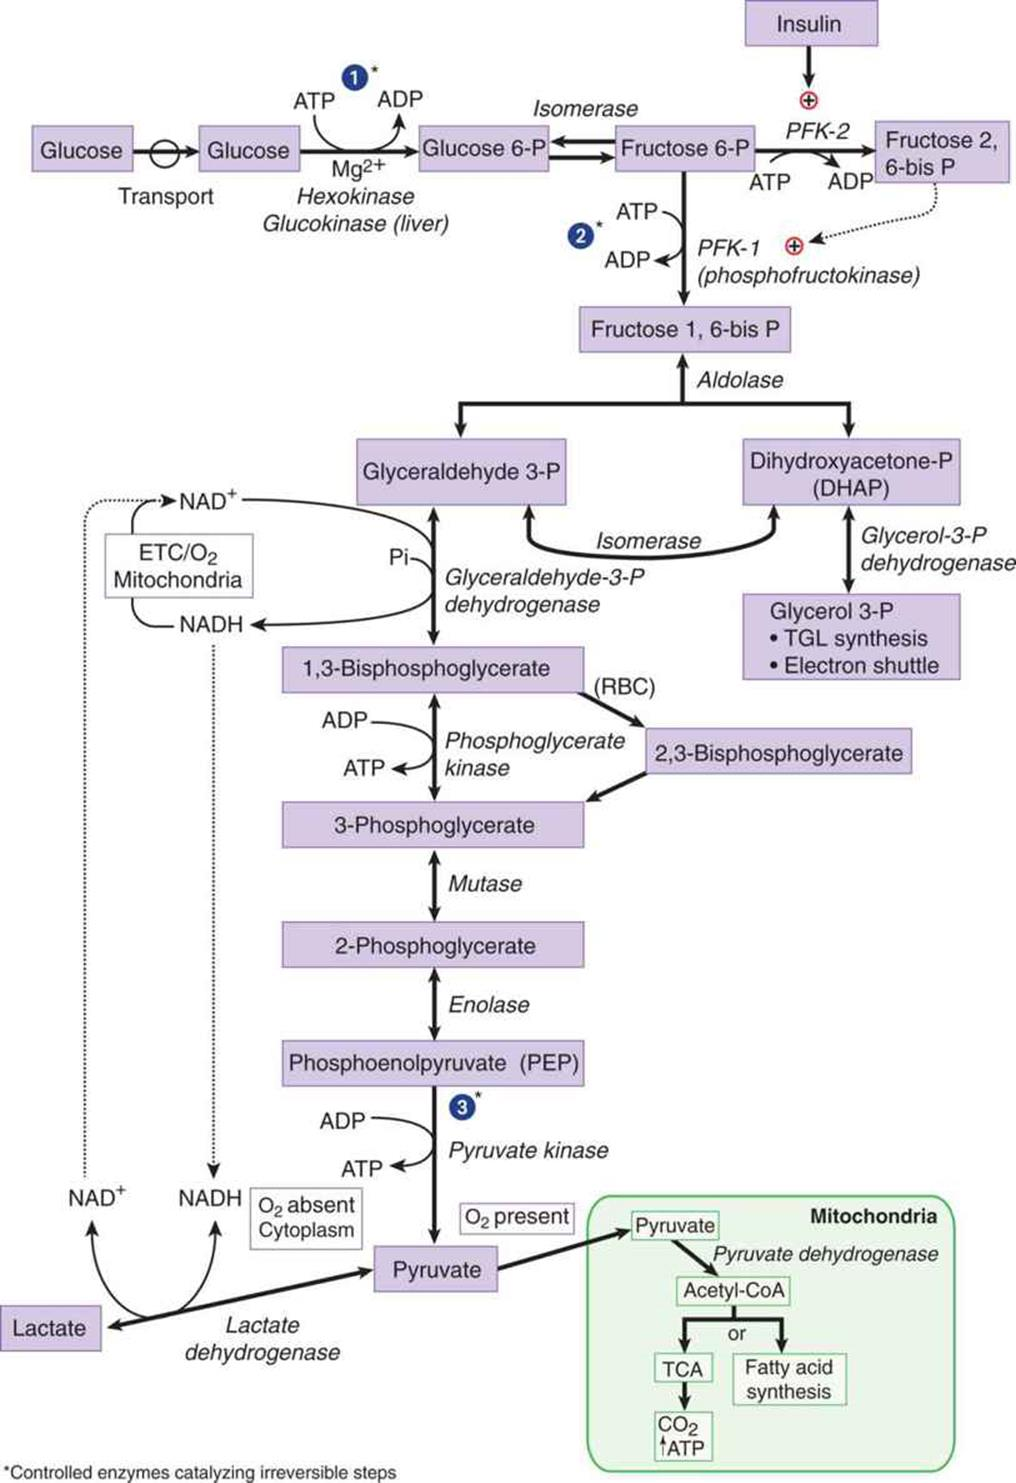 Insulin
1 *
ATP ADP
Isomerase
PFK-2
Glucose
Glucose
Glucose 6-P
Fructose 6-P
Fructose 2,
6-bis P
Transport
Mg2+
Hexokinase
Glucokinase (liver)
ATP ADP
2 *
ATP
ADP
PFK-1
(phosphofructokinase)
Fructose 1, 6-bis P
Aldolase
Glyceraldehyde 3-P
Dihydroxyacetone-P
(DHAP)
NAD+
ETC/O2
Mitochondria
NADH
Pi
Isomerase
Glyceraldehyde-3-P
dehydrogenase
Glycerol-3-P
dehydrogenase
Glycerol 3-P
• TGL synthesis
• Electron shuttle
1,3-Bisphosphoglycerate
(RBC)
ADP
ATP
Phosphoglycerate
kinase
2,3-Bisphosphoglycerate
3-Phosphoglycerate
Mutase
2-Phosphoglycerate
Enolase
Phosphoenolpyruvate (PEP)
3 *
ADP
ATP
Pyruvate kinase
NAD+
NADH
O2 absent
Cytoplasm
O2 present
Pyruvate
Lactate
Lactate
dehydrogenase
Mitochondria
Pyruvate
Pyruvate dehydrogenase
Acetyl-CoA
or
TCA
Fatty acid
synthesis
CO2
↑ATP
*Controlled enzymes catalyzing irreversible steps